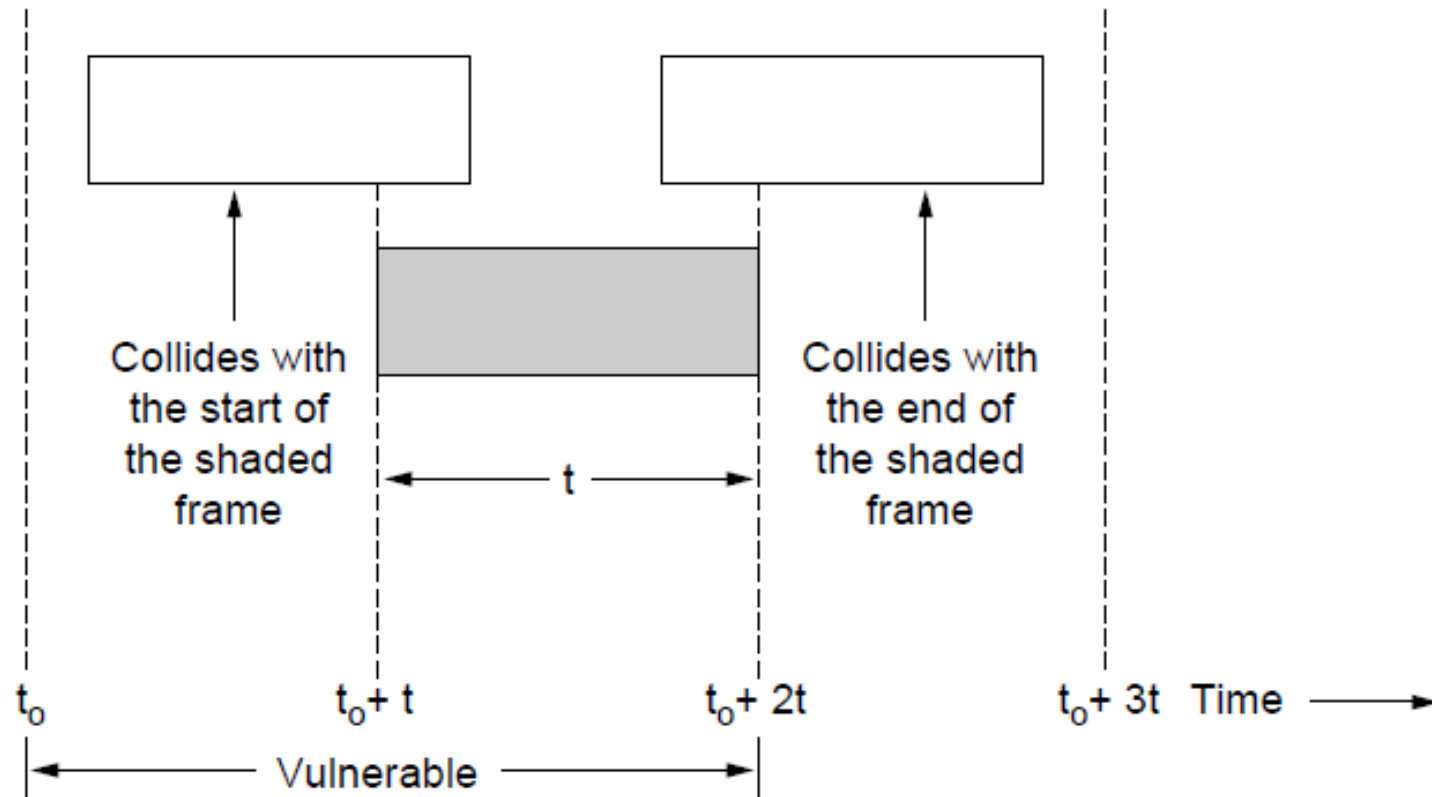 Collides with
the start of
the shaded
frame
Collides with
the end of
the shaded
frame
t
to
to+ t
to+ 2t
to+ 3t Time
Vulnerable